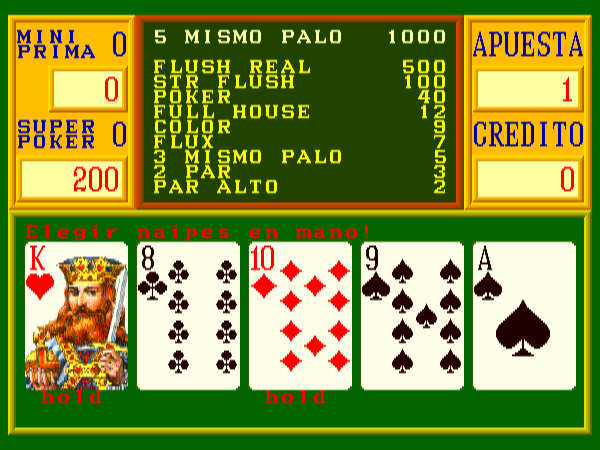 MINI PRIMA 0
0
SUPER POKER 0
200
5 MISMO PALO 1000
FLUSH REAL 500
STR FLUSH 100
POKER 40
FULL HOUSE 12
COLOR 9
FLUX 7
3 MISMO PALO 5
2 PAR 3
PAR ALTO 2
APUESTA
1
CREDITO
0
Elegir naipes en mano!
K 8 10 9 A
hold hold